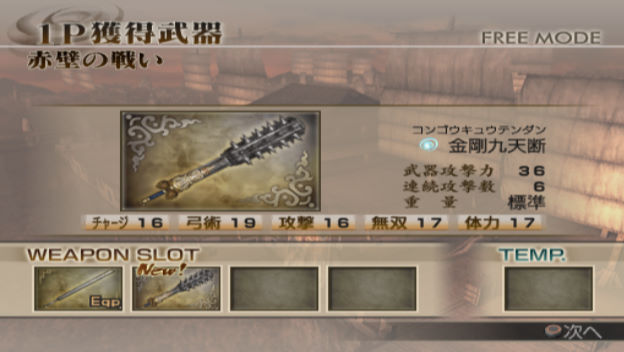 1P獲得武器
FREE MODE
赤壁の戦い
コンゴウキュウテンダン
金剛九天断
武器攻撃力 36
連続攻撃数 6
重量 標準
チャージ 16 弓術 19 攻撃 16 無双 17 体力 17
WEAPON SLOT
TEMP.
New!
Eqp
次へ